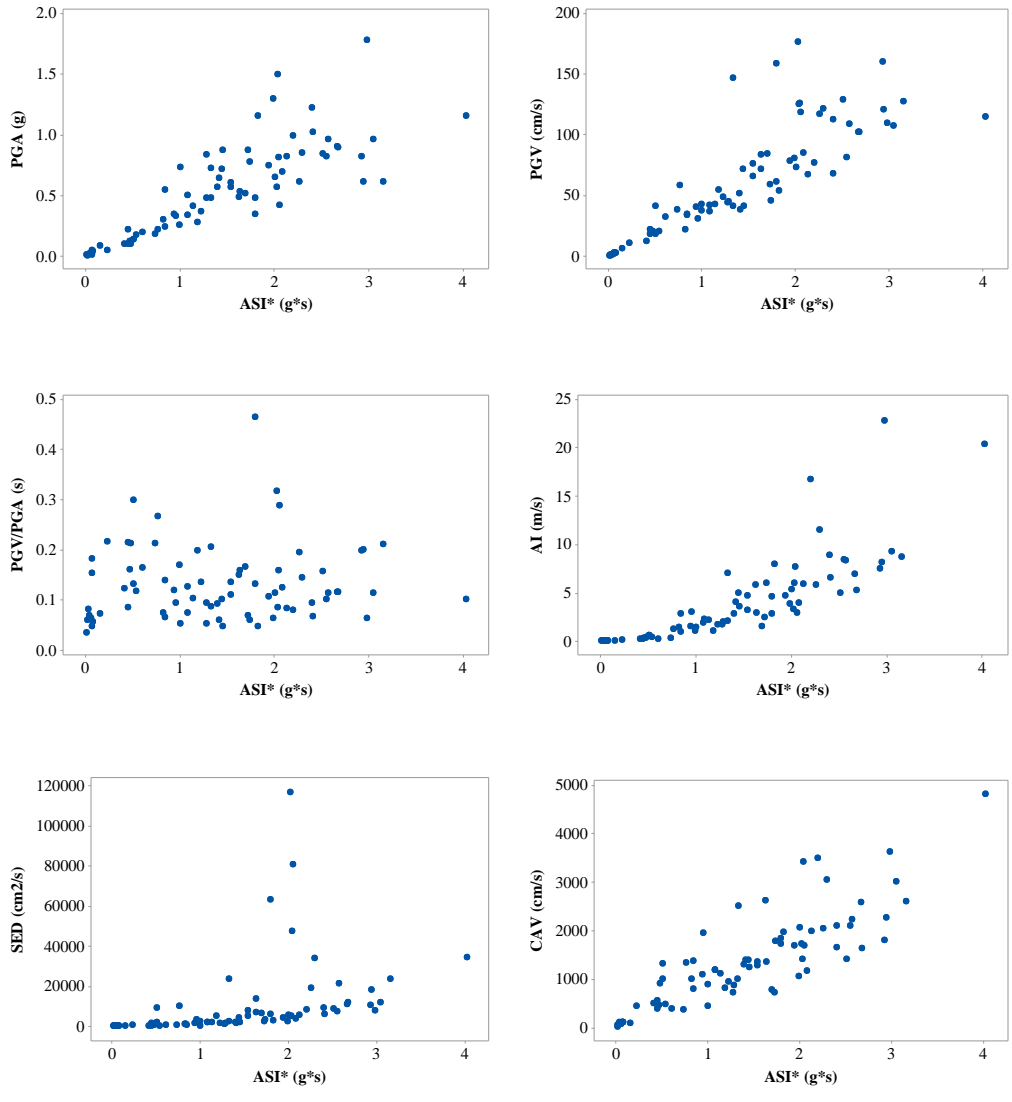 2.0
1.5
1.0
0.5
0.0
PGA (g)
0 1 2 3 4
ASI* (g*s)
200
150
100
50
0
PGV (cm/s)
0 1 2 3 4
ASI* (g*s)
0.5
0.4
0.3
0.2
0.1
0.0
PGV/PGA (s)
0 1 2 3 4
ASI* (g*s)
25
20
15
10
5
0
AI (m/s)
0 1 2 3 4
ASI* (g*s)
120000
100000
80000
60000
40000
20000
0
SED (cm2/s)
0 1 2 3 4
ASI* (g*s)
5000
4000
3000
2000
1000
0
CAV (cm/s)
0 1 2 3 4
ASI* (g*s)